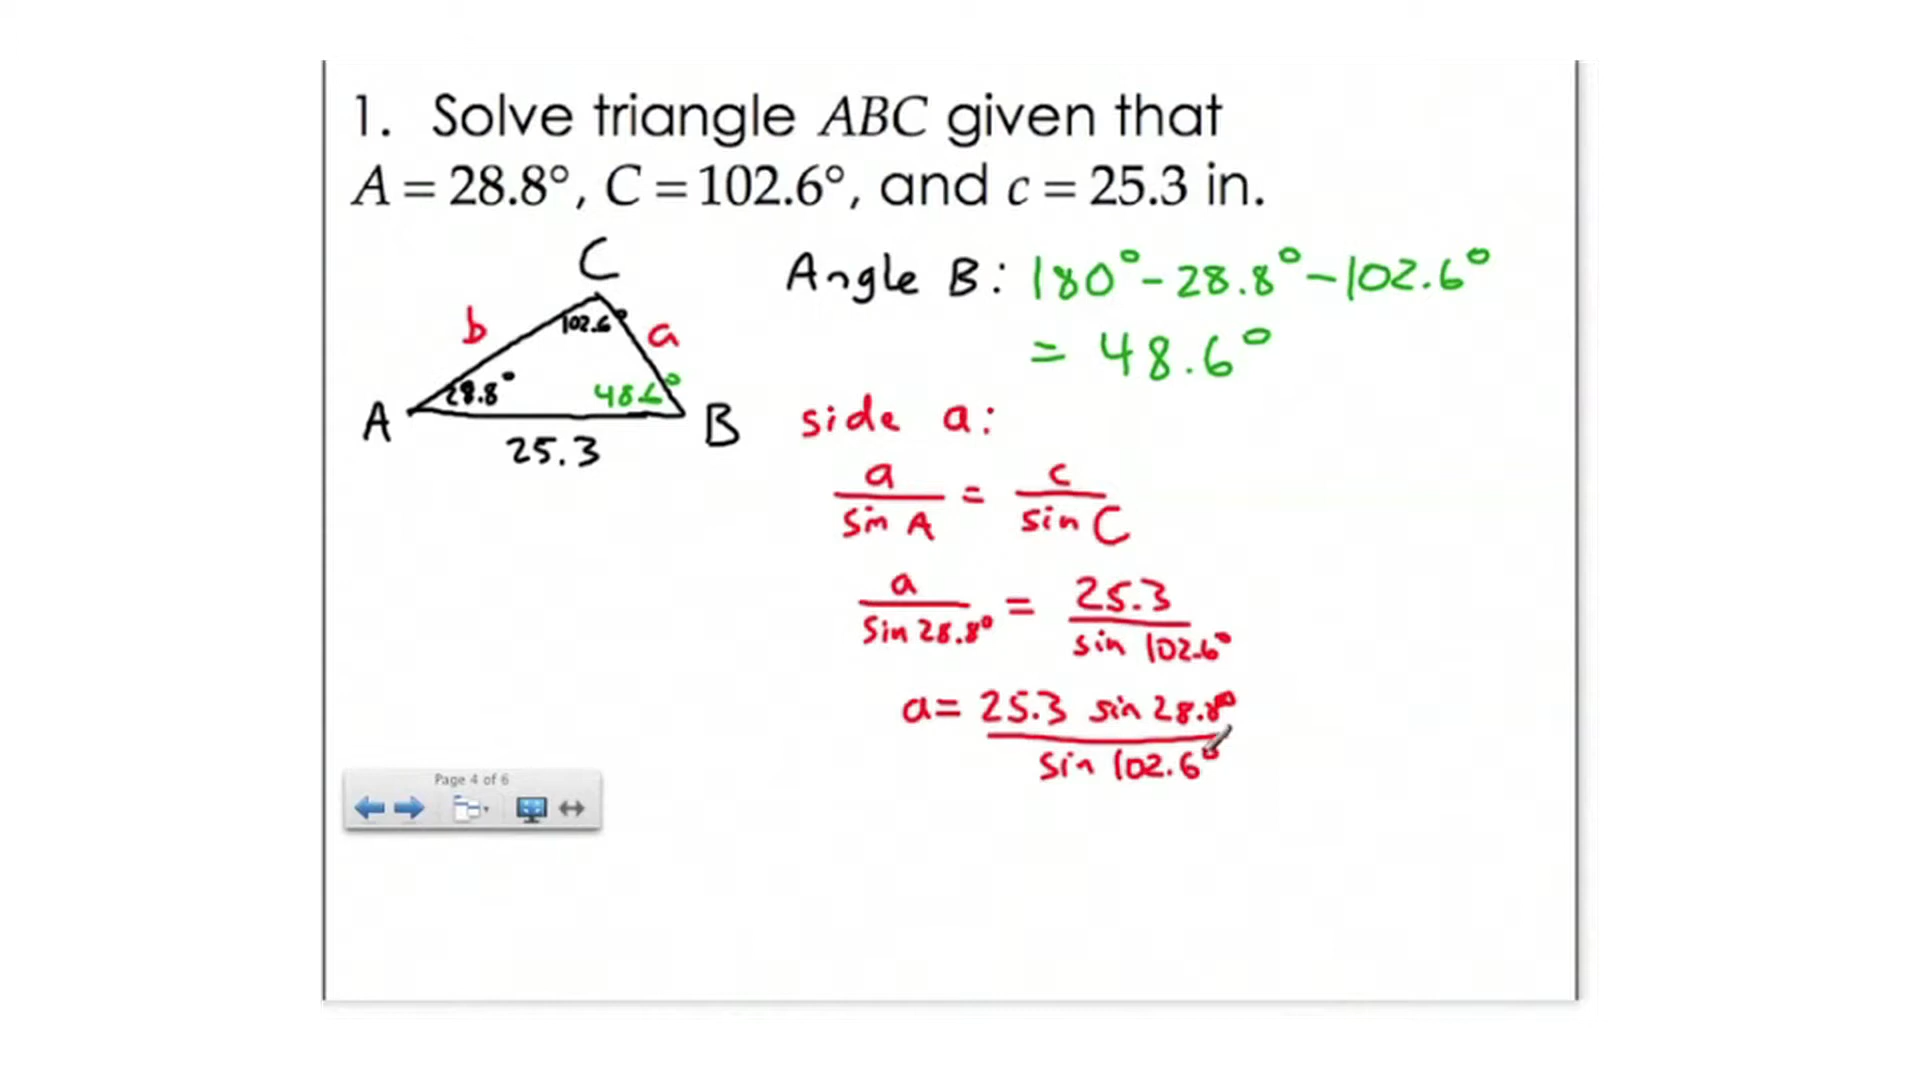 1. Solve triangle ABC given that
A = 28.8°, C = 102.6°, and c = 25.3 in.
C
b
102.6°
a
A
28.8°
48.6°
B
25.3
Angle B: 180° - 28.8° - 102.6°
= 48.6°
side a:
a / sin A = c / sin C
a / sin 28.8° = 25.3 / sin 102.6°
a = 25.3 sin 28.8° / sin 102.6°
Page 4 of 6